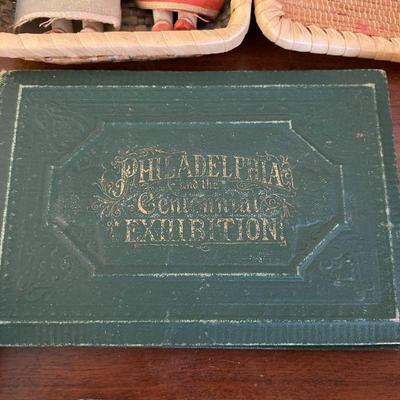 PHILADELPHIA
and the
Centennial
EXHIBITION